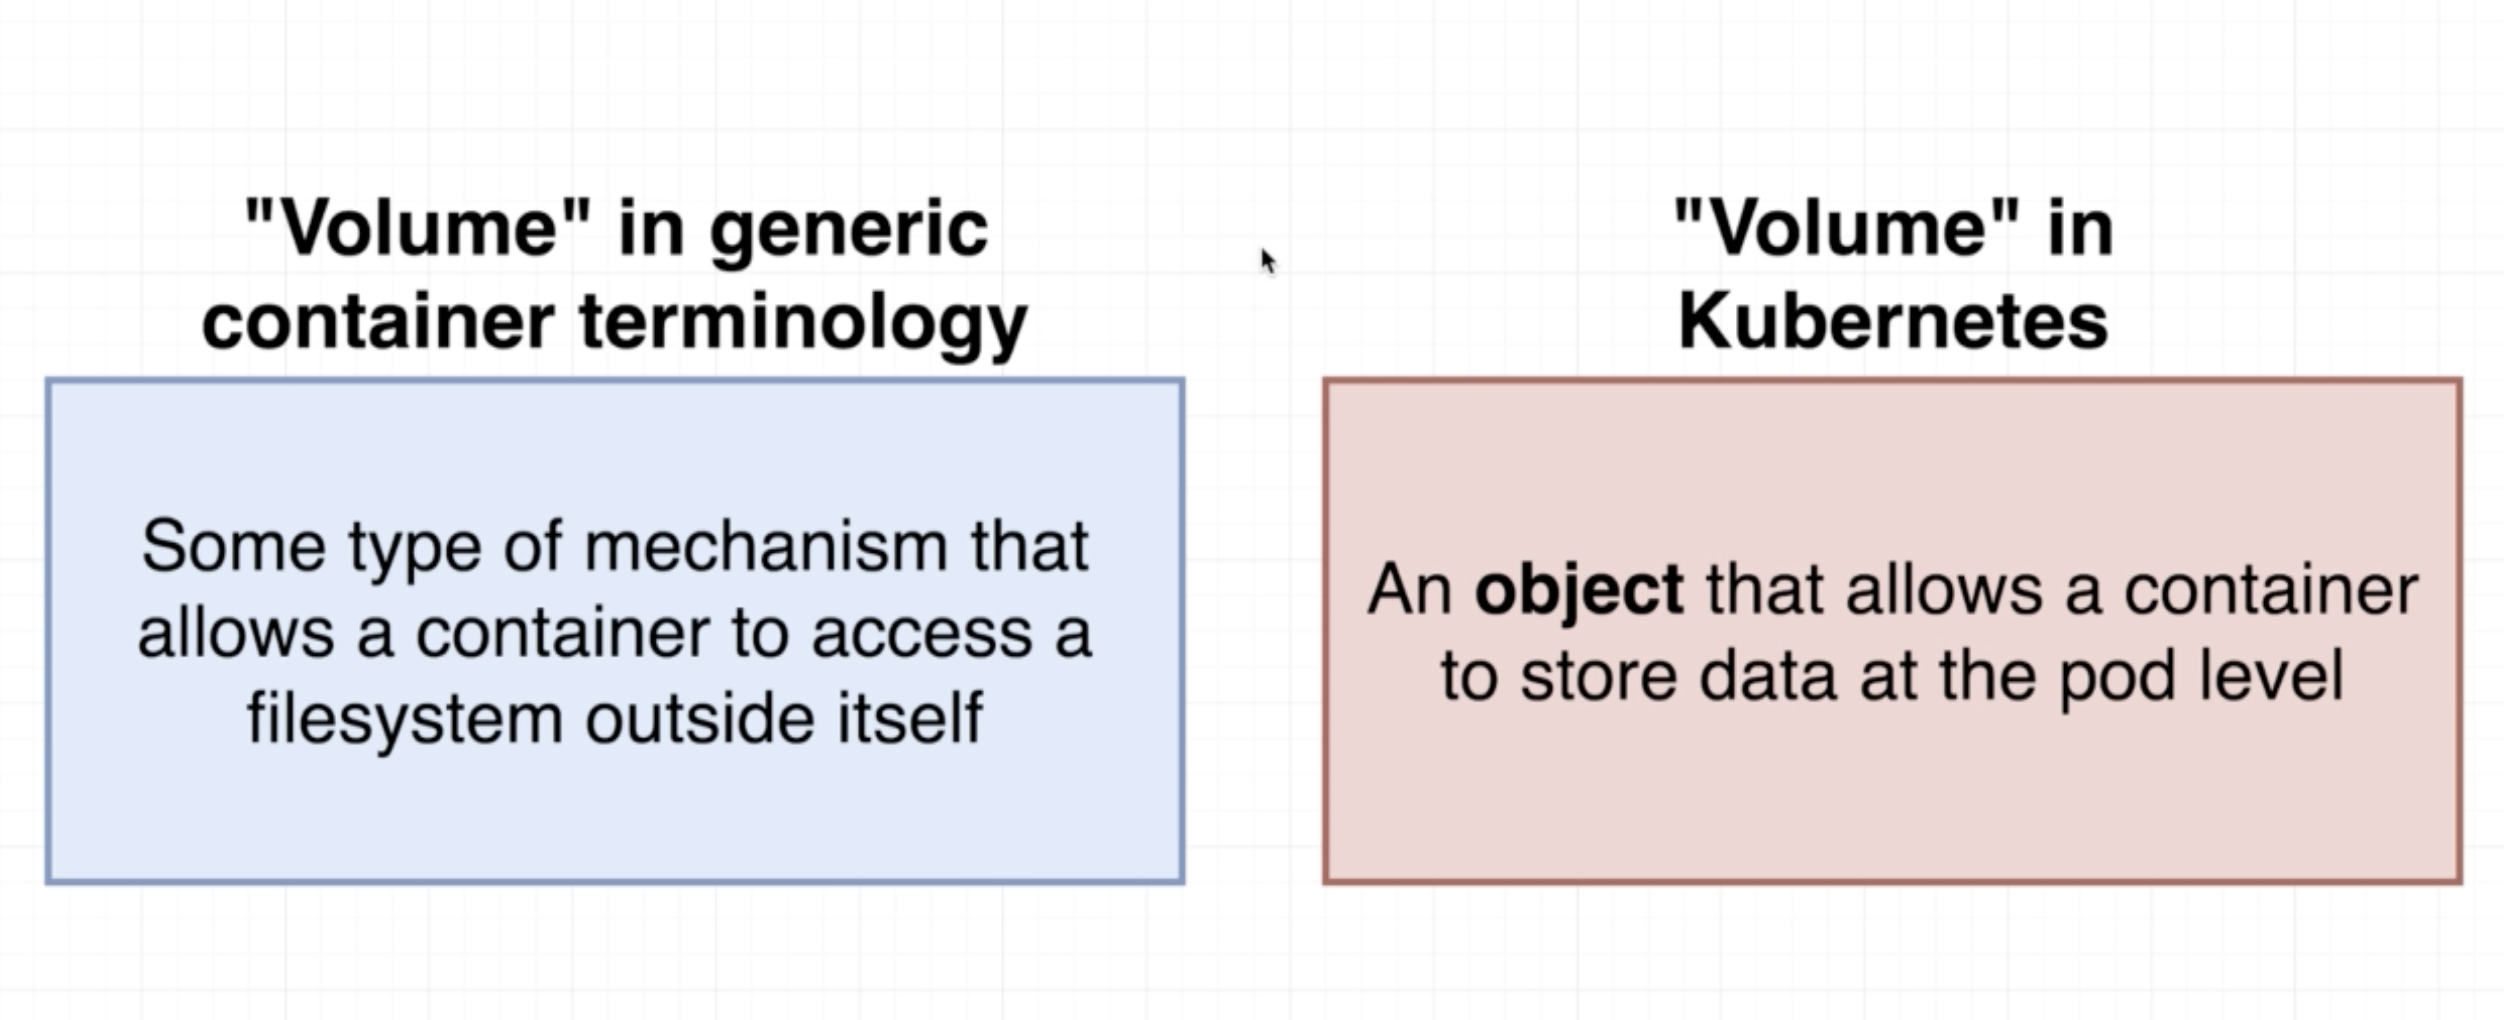 "Volume" in generic
container terminology
Some type of mechanism that
allows a container to access a
filesystem outside itself
"Volume" in
Kubernetes
An object that allows a container
to store data at the pod level